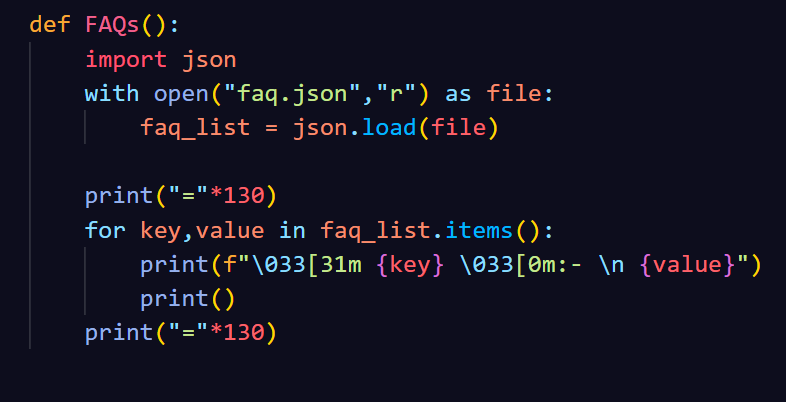 def FAQs():
    import json
    with open("faq.json","r") as file:
        faq_list = json.load(file)

    print("="*130)
    for key,value in faq_list.items():
        print(f"\033[31m {key} \033[0m:- \n {value}")
        print()
    print("="*130)